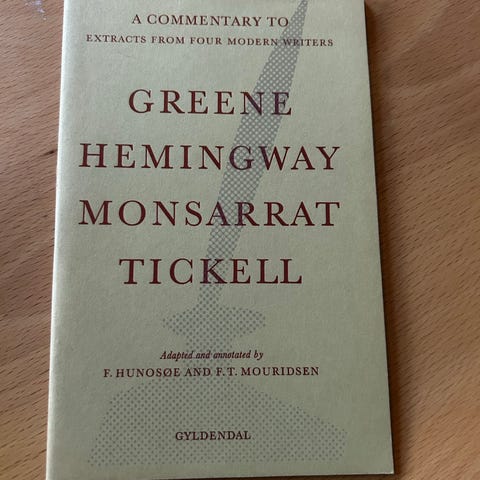 A COMMENTARY TO
EXTRACTS FROM FOUR MODERN WRITERS
GREENE
HEMINGWAY
MONSARRAT
TICKELL
Adapted and annotated by
F. HUNOSØE AND F.T. MOURIDSEN
GYLDENDAL